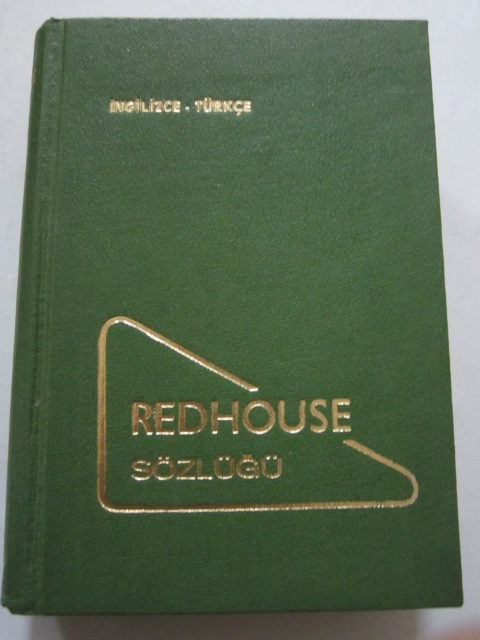 İNGİLİZCE - TÜRKÇE
REDHOUSE
SÖZLÜĞÜ